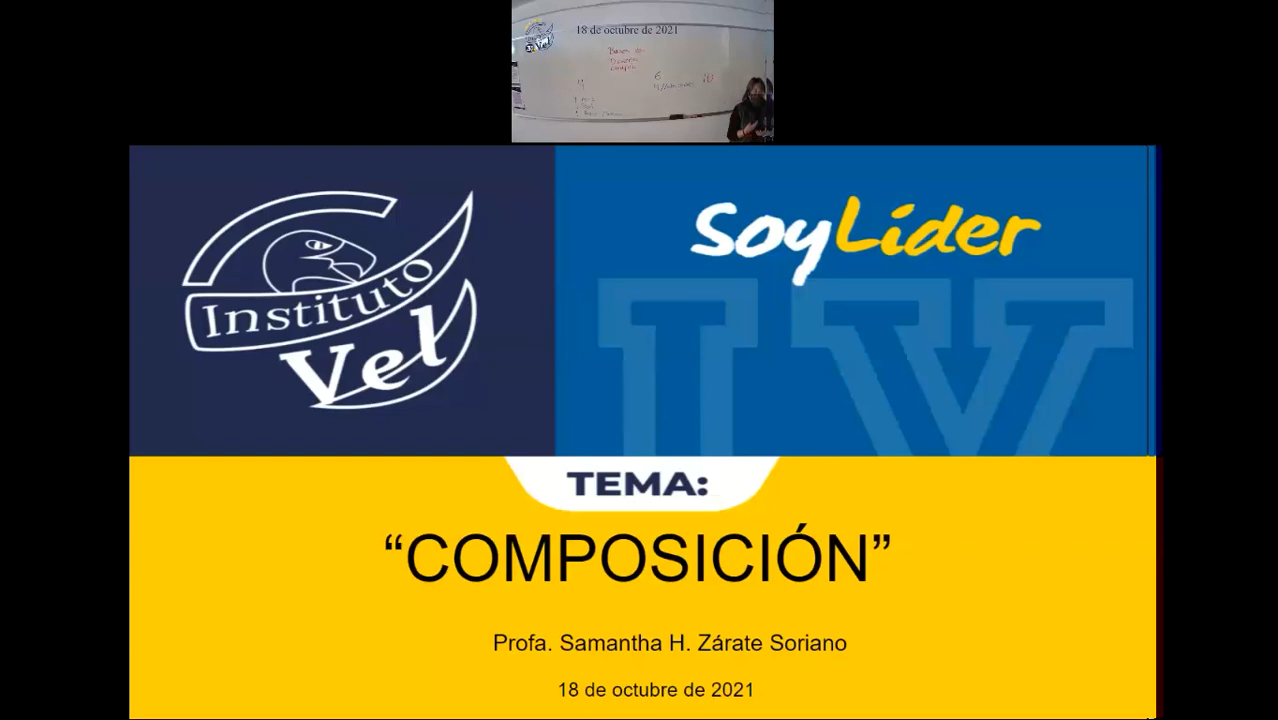 18 de octubre de 2021
Instituto
Vel
SoyLíder
IV
TEMA:
“COMPOSICIÓN”
Profa. Samantha H. Zárate Soriano
18 de octubre de 2021